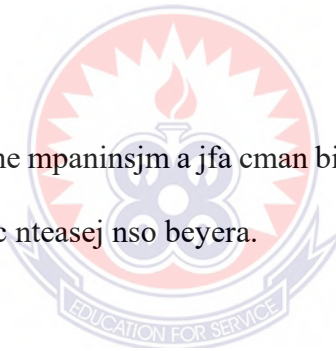 ne mpaninsjm a jfa cman bi
c nteasej nso beyera.
EDUCATION FOR SERVICE